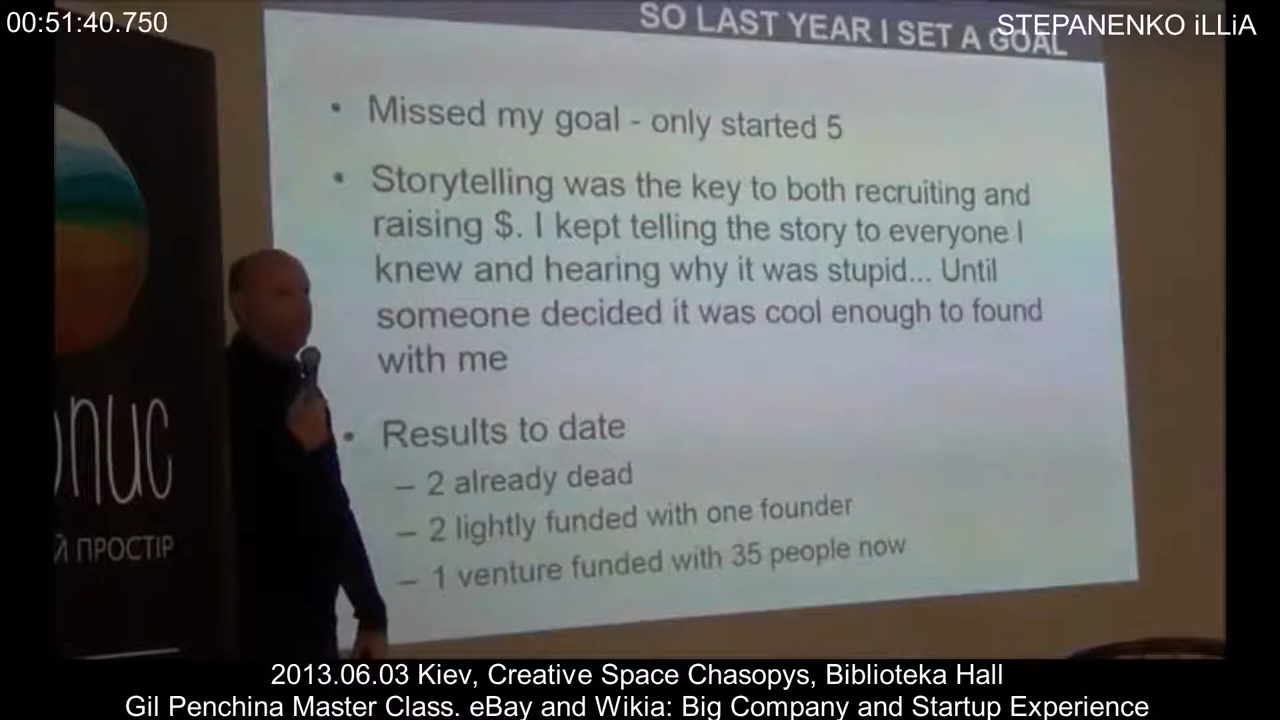 00:51:40.750
STEPANENKO iLLiA
SO LAST YEAR I SET A GOAL
• Missed my goal - only started 5
• Storytelling was the key to both recruiting and
raising $. I kept telling the story to everyone I
knew and hearing why it was stupid... Until
someone decided it was cool enough to found
with me
• Results to date
– 2 already dead
– 2 lightly funded with one founder
– 1 venture funded with 35 people now
опис
Й ПРОСТІР
2013.06.03 Kiev, Creative Space Chasopys, Biblioteka Hall
Gil Penchina Master Class. eBay and Wikia: Big Company and Startup Experience